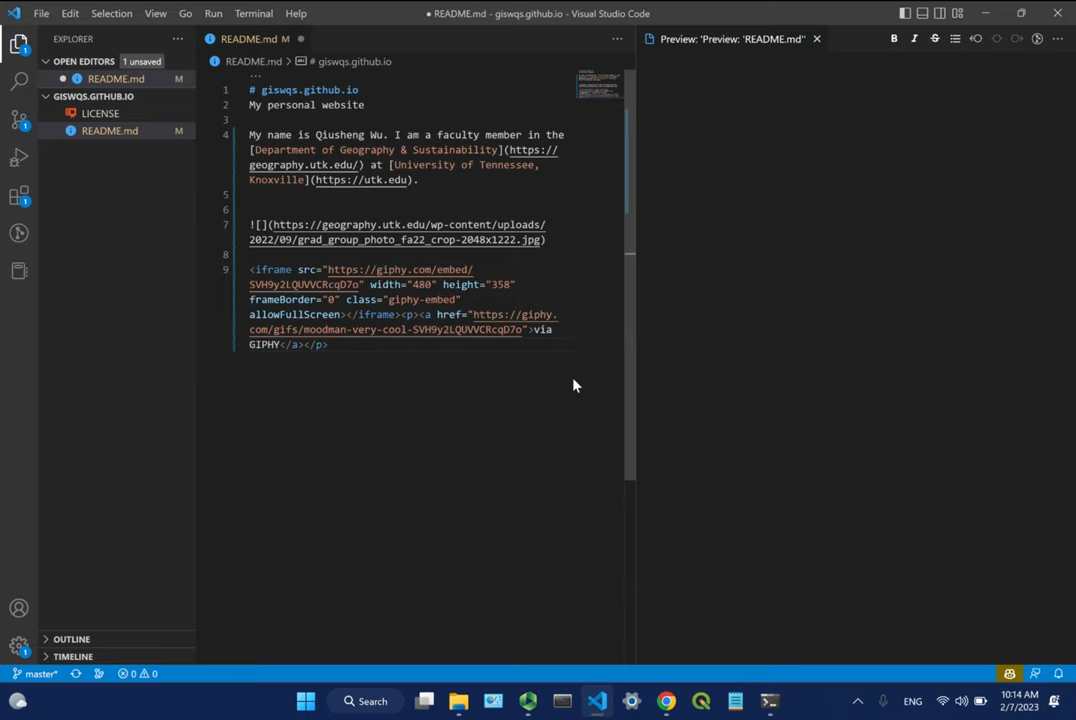 File Edit Selection View Go Run Terminal Help
● README.md - giswqs.github.io - Visual Studio Code
EXPLORER
OPEN EDITORS 1 unsaved
README.md M
GISWQS.GITHUB.IO
LICENSE
README.md M
OUTLINE
TIMELINE
README.md M
README.md > # giswqs.github.io
1 # giswqs.github.io
2 My personal website
3
4 My name is Qiusheng Wu. I am a faculty member in the
[Department of Geography & Sustainability](https://
geography.utk.edu/) at [University of Tennessee,
Knoxville](https://utk.edu).
5
6
7 ![](https://geography.utk.edu/wp-content/uploads/
2022/09/grad_group_photo_fa22_crop-2048x1222.jpg)
8
9 <iframe src="https://giphy.com/embed/
SVH9y2LQUVVCRcqD7o" width="480" height="358"
frameBorder="0" class="giphy-embed"
allowFullScreen></iframe><p><a href="https://giphy.
com/gifs/moodman-very-cool-SVH9y2LQUVVCRcqD7o">via
GIPHY</a></p>
Preview: 'Preview: 'README.md''
B I S
1
1
1
1
master* 0 0
Search
ENG
10:14 AM
2/7/2023